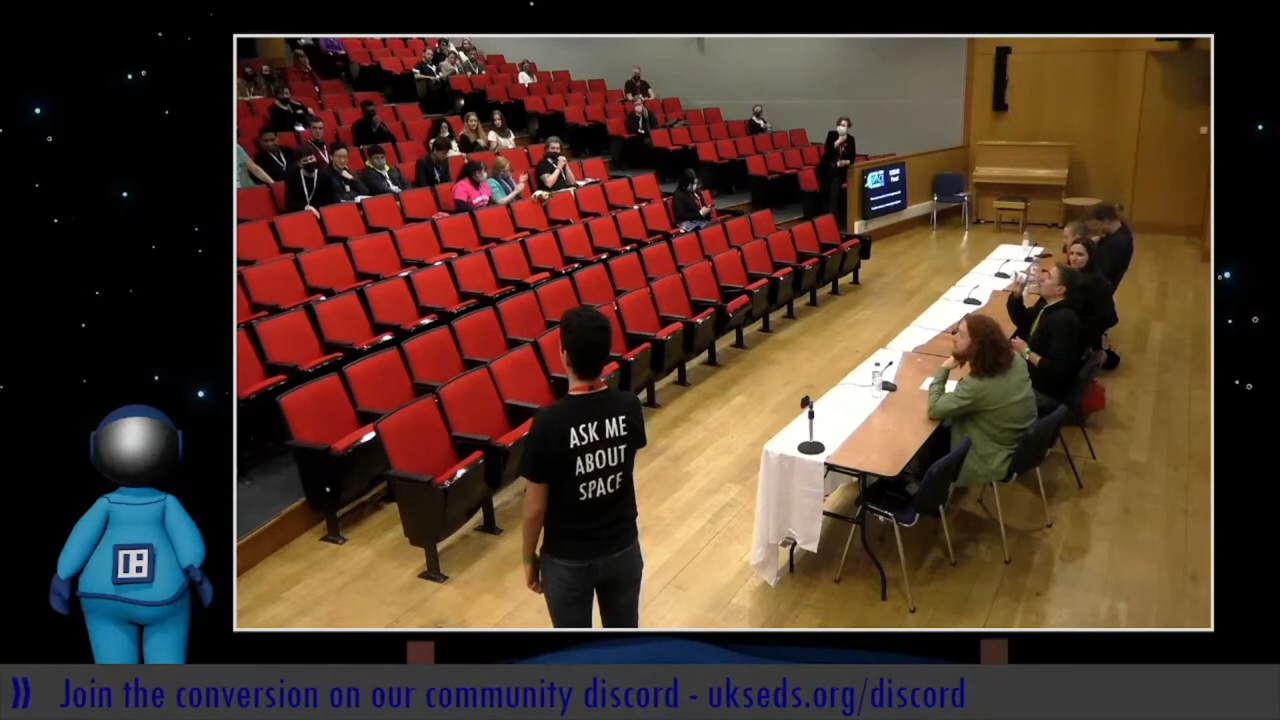 ASK ME
ABOUT
SPACE
Join the conversion on our community discord - ukseds.org/discord